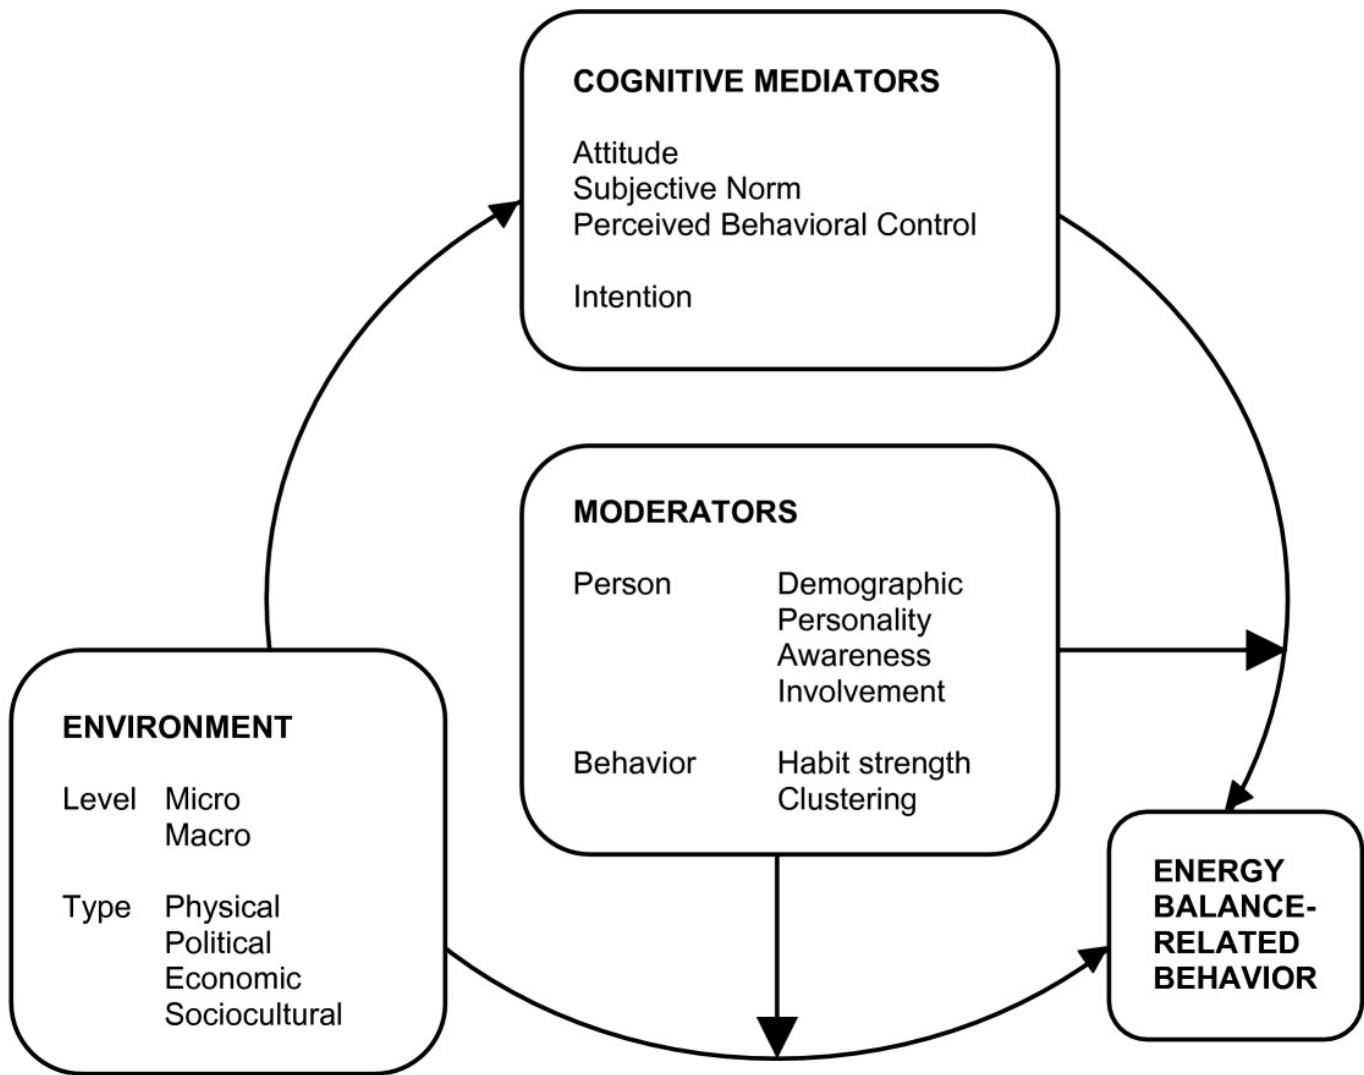 COGNITIVE MEDIATORS
Attitude
Subjective Norm
Perceived Behavioral Control
Intention
MODERATORS
Person Demographic
Personality
Awareness
Involvement
Behavior Habit strength
Clustering
ENVIRONMENT
Level Micro
Macro
Type Physical
Political
Economic
Sociocultural
ENERGY
BALANCE-
RELATED
BEHAVIOR